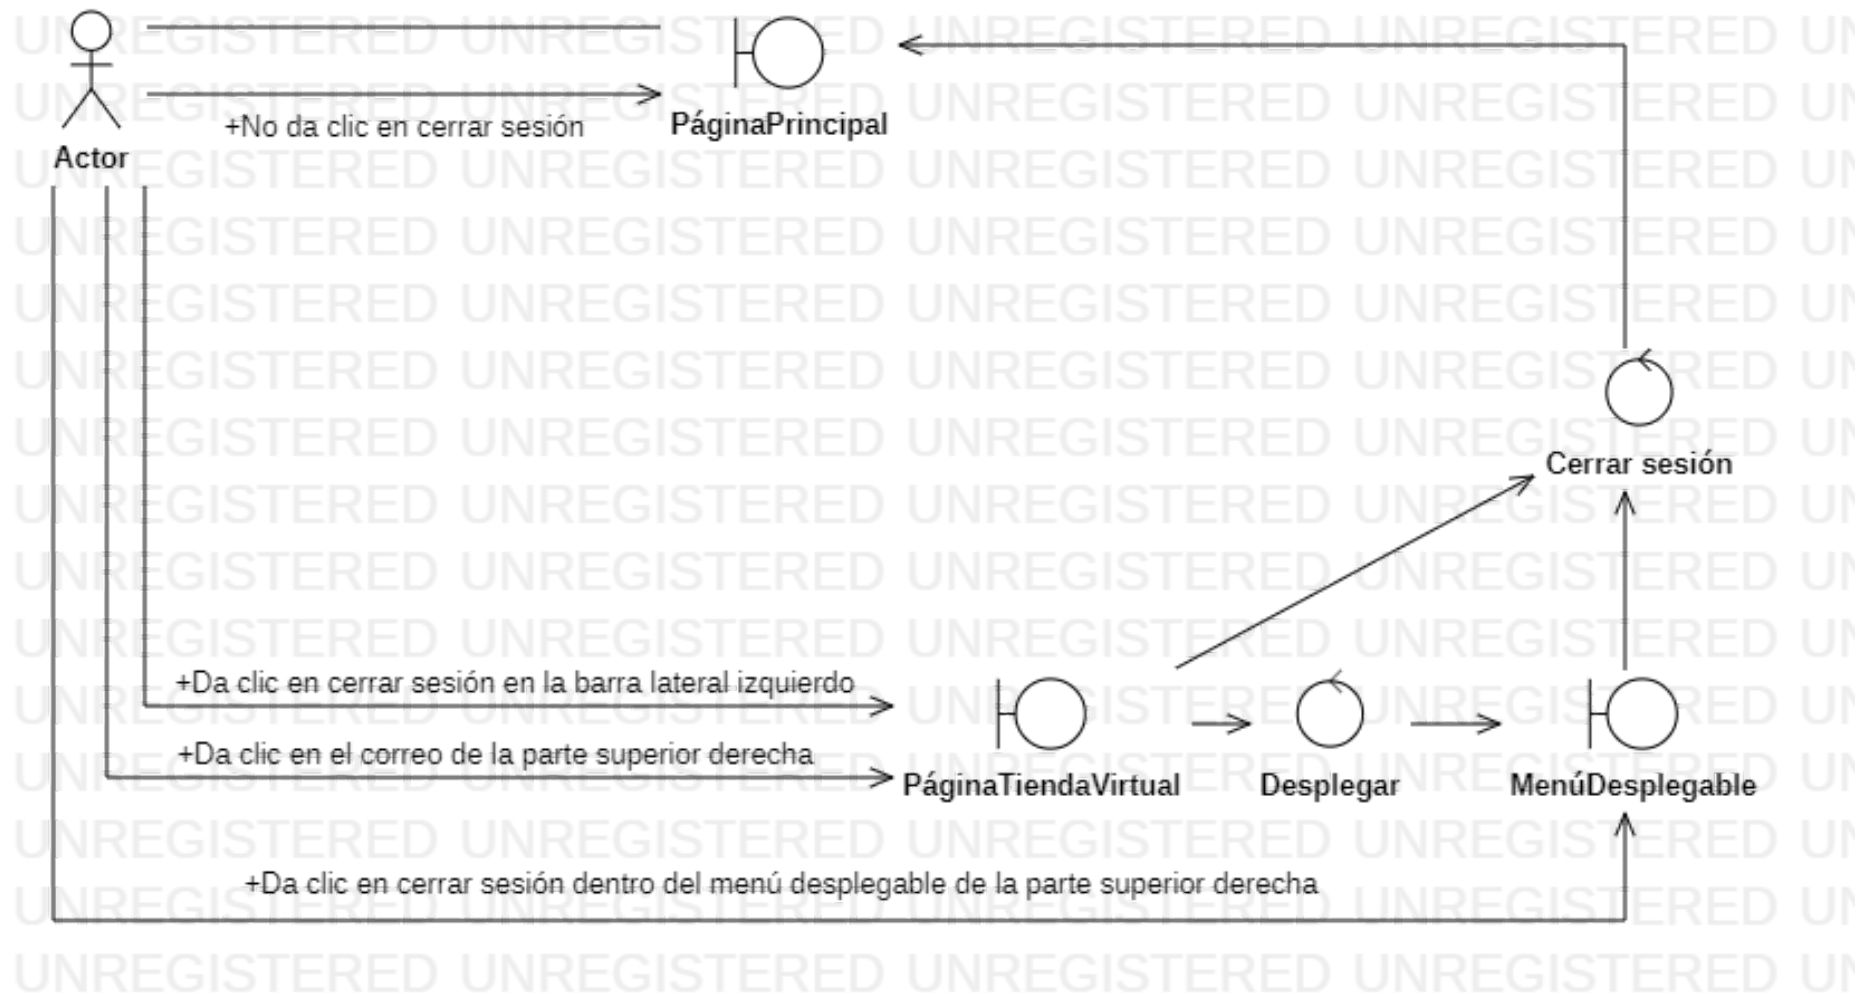 UNREGISTERED UNREGISTERED UNREGISTERED UNREGISTERED UN
+No da clic en cerrar sesión
PáginaPrincipal
Actor
Cerrar sesión
+Da clic en cerrar sesión en la barra lateral izquierdo
+Da clic en el correo de la parte superior derecha
PáginaTiendaVirtual
Desplegar
MenúDesplegable
+Da clic en cerrar sesión dentro del menú desplegable de la parte superior derecha